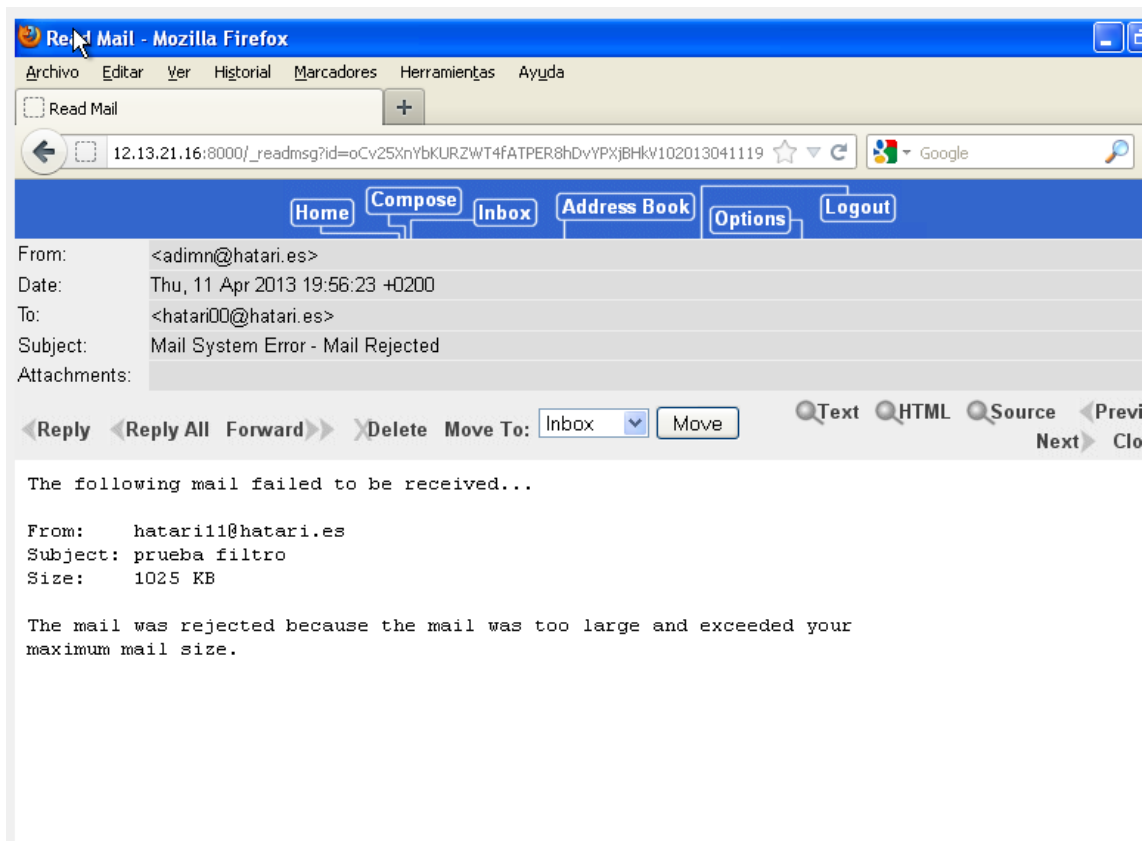 Read Mail - Mozilla Firefox
Archivo Editar Ver Historial Marcadores Herramientas Ayuda
Read Mail +
12.13.21.16:8000/_readmsg?id=oCv25XnYbKURZWT4fATPER8hDvYPXjBHkV102013041119 Google
Home Compose Inbox Address Book Options Logout
From: <adimn@hatari.es>
Date: Thu, 11 Apr 2013 19:56:23 +0200
To: <hatari00@hatari.es>
Subject: Mail System Error - Mail Rejected
Attachments:
Text HTML Source Previ
Reply Reply All Forward Delete Move To: Inbox Move
Next Clo
The following mail failed to be received...
From: hatari11@hatari.es
Subject: prueba filtro
Size: 1025 KB
The mail was rejected because the mail was too large and exceeded your
maximum mail size.